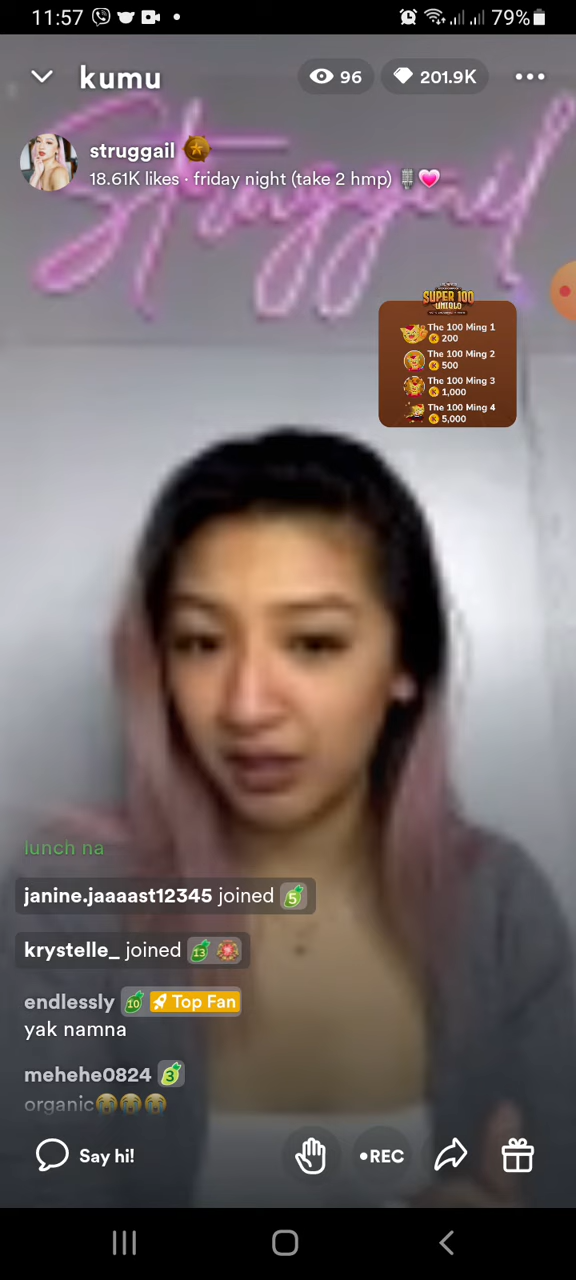 11:57
79%
kumu
96
201.9K
struggail
18.61K likes · friday night (take 2 hmp) 🎙💗
Struggail
SUPER 100
UNTOLD
The 100 Ming 1
200
The 100 Ming 2
500
The 100 Ming 3
1,000
The 100 Ming 4
5,000
lunch na
janine.jaaaast12345 joined 5
krystelle_ joined 13
endlessly 10 Top Fan
yak namna
mehehe0824 3
organic😭😭😭
Say hi!
•REC